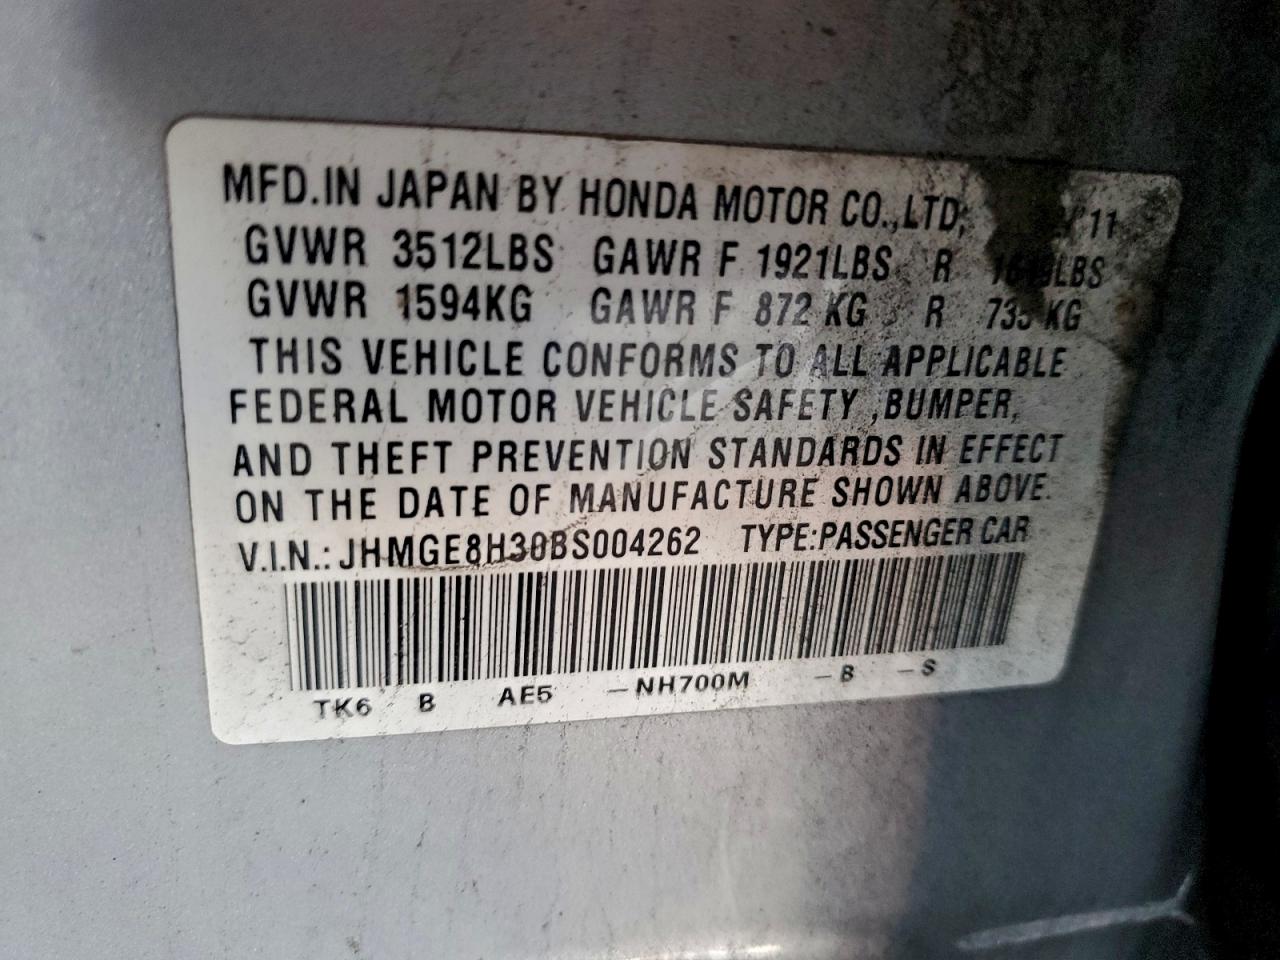 MFD.IN JAPAN BY HONDA MOTOR CO.,LTD;
GVWR 3512LBS GAWR F 1921LBS R
GVWR 1594KG GAWR F 872 KG R KG
THIS VEHICLE CONFORMS TO ALL APPLICABLE
FEDERAL MOTOR VEHICLE SAFETY ,BUMPER,
AND THEFT PREVENTION STANDARDS IN EFFECT
ON THE DATE OF MANUFACTURE SHOWN ABOVE.
V.I.N.: JHMGE8H30BS004262 TYPE:PASSENGER CAR
TK6 B AE5 -NH700M -B -S